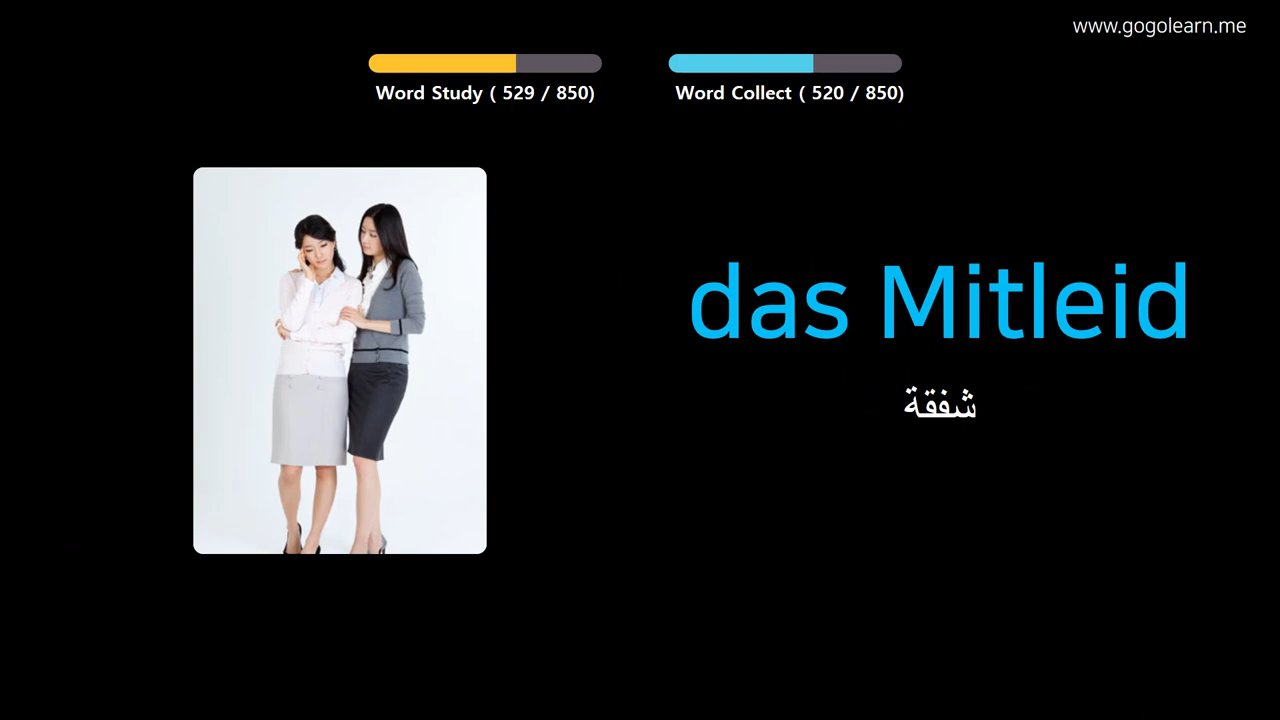 www.gogolearn.me
Word Study ( 529 / 850)
Word Collect ( 520 / 850)
das Mitleid
شفقة